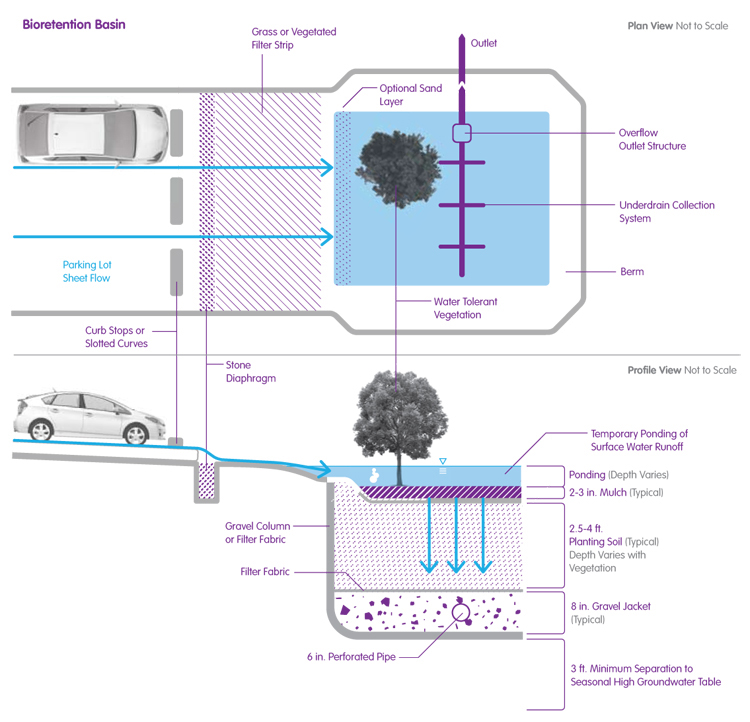 Bioretention Basin
Plan View Not to Scale
Grass or Vegetated
Filter Strip
Outlet
Optional Sand
Layer
Overflow
Outlet Structure
Underdrain Collection
System
Parking Lot
Sheet Flow
Berm
Water Tolerant
Vegetation
Curb Stops or
Slotted Curves
Stone
Diaphragm
Profile View Not to Scale
Temporary Ponding of
Surface Water Runoff
Ponding (Depth Varies)
2-3 in. Mulch (Typical)
Gravel Column
or Filter Fabric
2.5-4 ft.
Planting Soil (Typical)
Depth Varies with
Vegetation
Filter Fabric
8 in. Gravel Jacket
(Typical)
6 in. Perforated Pipe
3 ft. Minimum Separation to
Seasonal High Groundwater Table